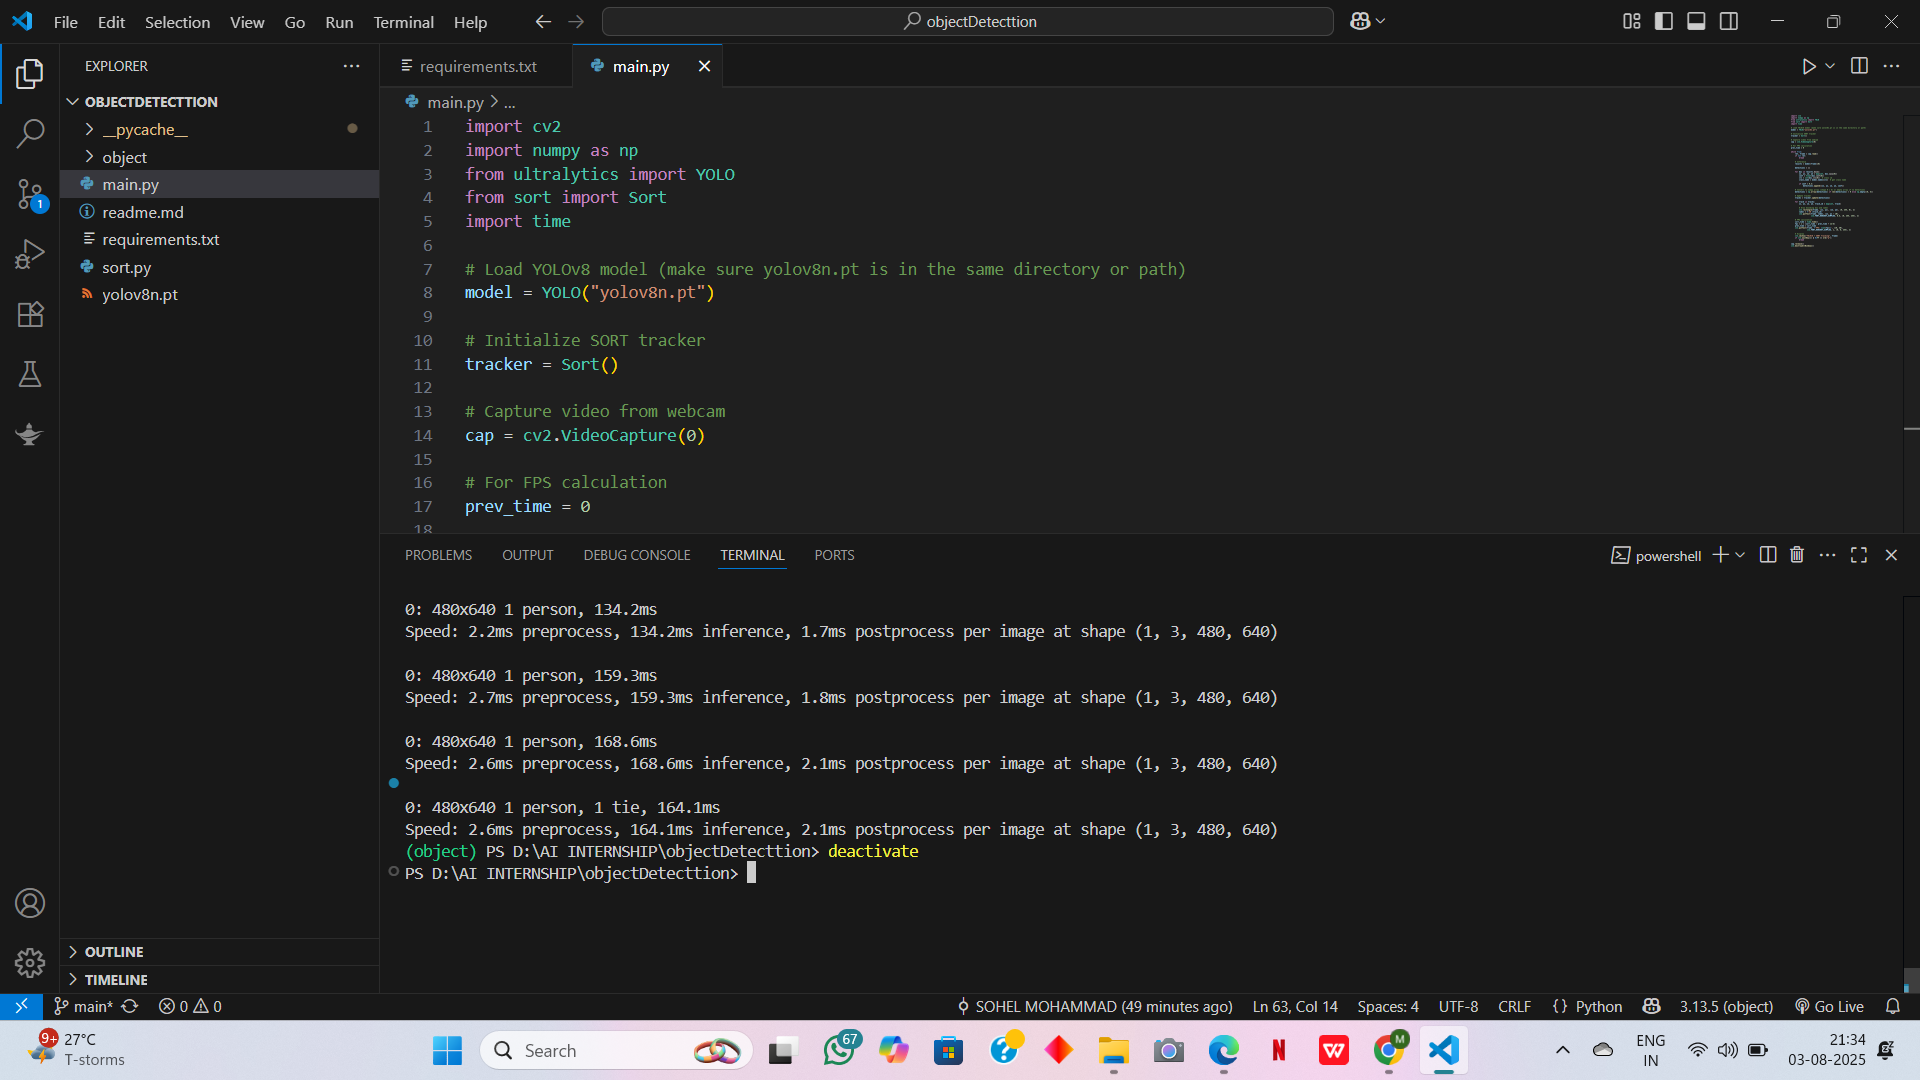 File Edit Selection View Go Run Terminal Help
objectDetecttion
EXPLORER
OBJECTDETECTTION
__pycache__
object
main.py
readme.md
requirements.txt
sort.py
yolov8n.pt
OUTLINE
TIMELINE
1
requirements.txt
main.py
main.py > ...
1 import cv2
2 import numpy as np
3 from ultralytics import YOLO
4 from sort import Sort
5 import time
6
7 # Load YOLOv8 model (make sure yolov8n.pt is in the same directory or path)
8 model = YOLO("yolov8n.pt")
9
10 # Initialize SORT tracker
11 tracker = Sort()
12
13 # Capture video from webcam
14 cap = cv2.VideoCapture(0)
15
16 # For FPS calculation
17 prev_time = 0
18
PROBLEMS OUTPUT DEBUG CONSOLE TERMINAL PORTS
powershell
0: 480x640 1 person, 134.2ms
Speed: 2.2ms preprocess, 134.2ms inference, 1.7ms postprocess per image at shape (1, 3, 480, 640)
0: 480x640 1 person, 159.3ms
Speed: 2.7ms preprocess, 159.3ms inference, 1.8ms postprocess per image at shape (1, 3, 480, 640)
0: 480x640 1 person, 168.6ms
Speed: 2.6ms preprocess, 168.6ms inference, 2.1ms postprocess per image at shape (1, 3, 480, 640)
0: 480x640 1 person, 1 tie, 164.1ms
Speed: 2.6ms preprocess, 164.1ms inference, 2.1ms postprocess per image at shape (1, 3, 480, 640)
(object) PS D:\AI INTERNSHIP\objectDetecttion> deactivate
PS D:\AI INTERNSHIP\objectDetecttion>
main* 0 0 SOHEL MOHAMMAD (49 minutes ago) Ln 63, Col 14 Spaces: 4 UTF-8 CRLF {} Python 3.13.5 (object) Go Live
9+ 27°C
T-storms
Search
67
M
ENG
IN
21:34
03-08-2025